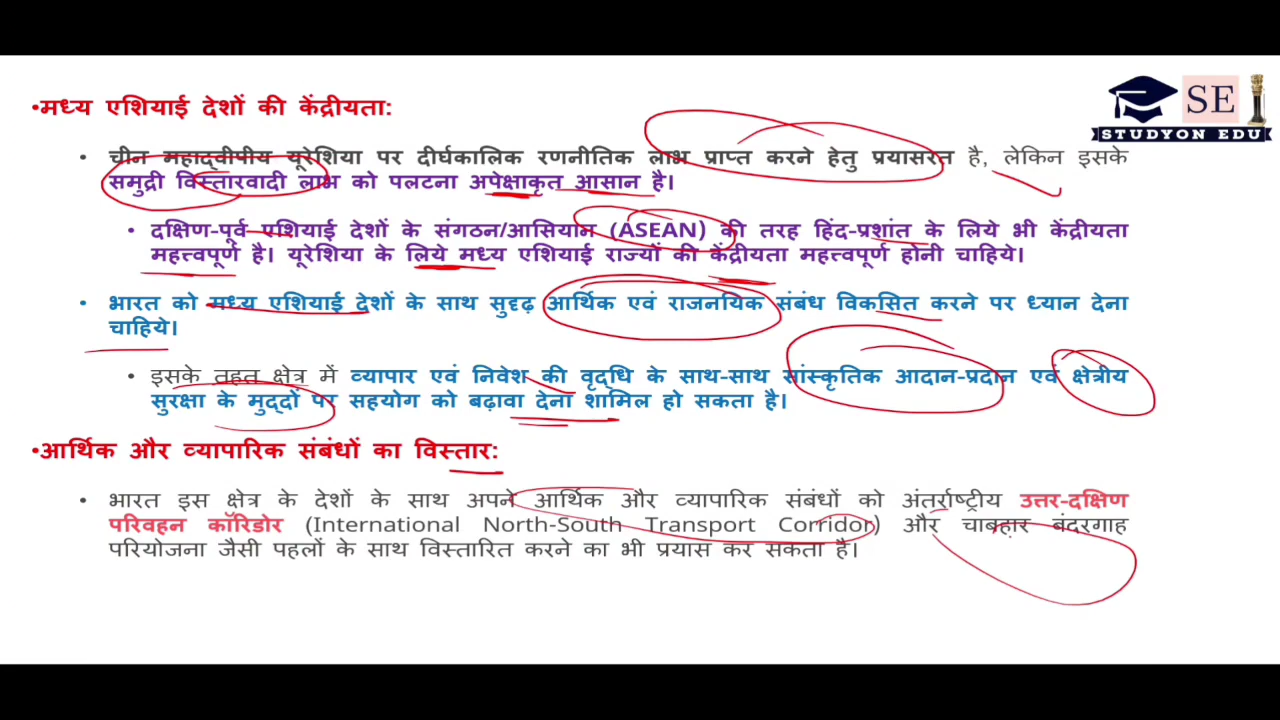 •मध्य एशियाई देशों की केंद्रीयता:
SE
STUDYON EDU
• चीन महाद्वीपीय यूरेशिया पर दीर्घकालिक रणनीतिक लाभ प्राप्त करने हेतु प्रयासरत है, लेकिन इसके
समुद्री विस्तारवादी लाभ को पलटना अपेक्षाकृत आसान है।
• दक्षिण-पूर्व एशियाई देशों के संगठन/आसियान (ASEAN) की तरह हिंद-प्रशांत के लिये भी केंद्रीयता
महत्त्वपूर्ण है। यूरेशिया के लिये मध्य एशियाई राज्यों की केंद्रीयता महत्त्वपूर्ण होनी चाहिये।
• भारत को मध्य एशियाई देशों के साथ सुदृढ़ आर्थिक एवं राजनयिक संबंध विकसित करने पर ध्यान देना
चाहिये।
• इसके तहत क्षेत्र में व्यापार एवं निवेश की वृद्धि के साथ-साथ सांस्कृतिक आदान-प्रदान एवं क्षेत्रीय
सुरक्षा के मुद्दों पर सहयोग को बढ़ावा देना शामिल हो सकता है।
•आर्थिक और व्यापारिक संबंधों का विस्तार:
• भारत इस क्षेत्र के देशों के साथ अपने आर्थिक और व्यापारिक संबंधों को अंतर्राष्ट्रीय उत्तर-दक्षिण
परिवहन कॉरिडोर (International North-South Transport Corridor) और चाबहार बंदरगाह
परियोजना जैसी पहलों के साथ विस्तारित करने का भी प्रयास कर सकता है।